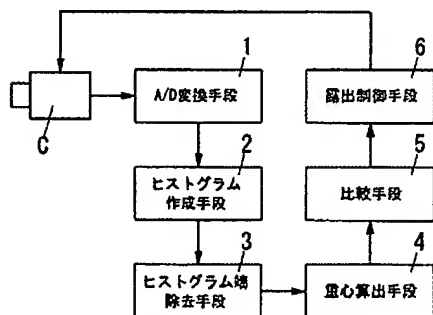 1
6
A/D変換手段
露出制御手段
C
2
5
ヒストグラム
作成手段
比較手段
3
4
ヒストグラム端
除去手段
重心算出手段